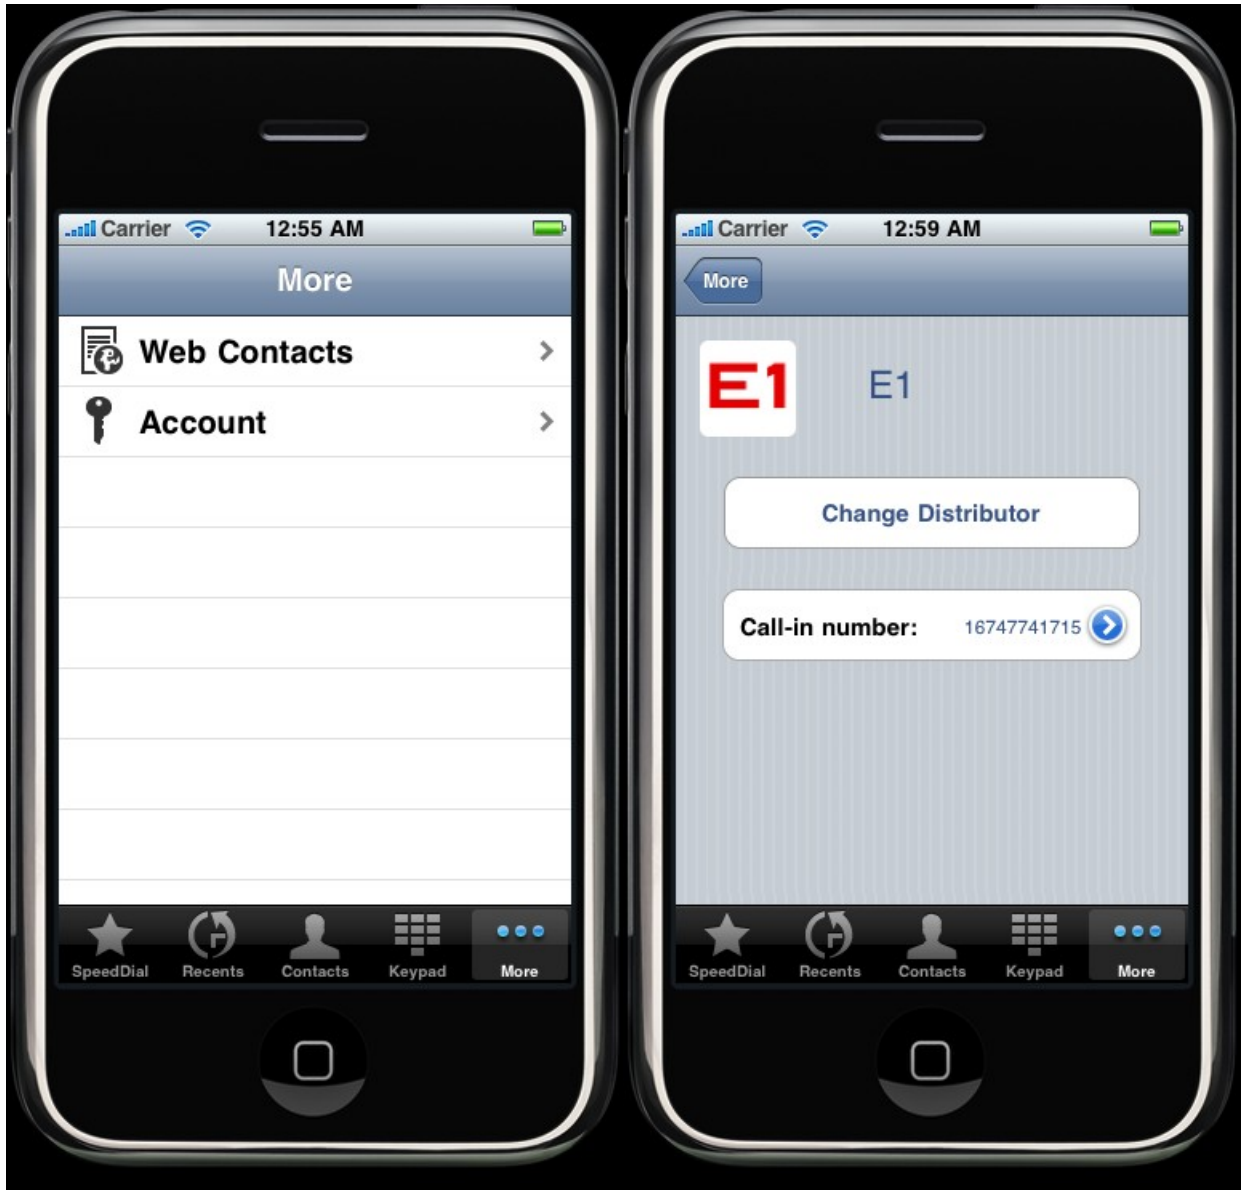 Carrier 12:55 AM
More
Web Contacts
Account
SpeedDial Recents Contacts Keypad More
Carrier 12:59 AM
More
E1 E1
Change Distributor
Call-in number: 16747741715
SpeedDial Recents Contacts Keypad More